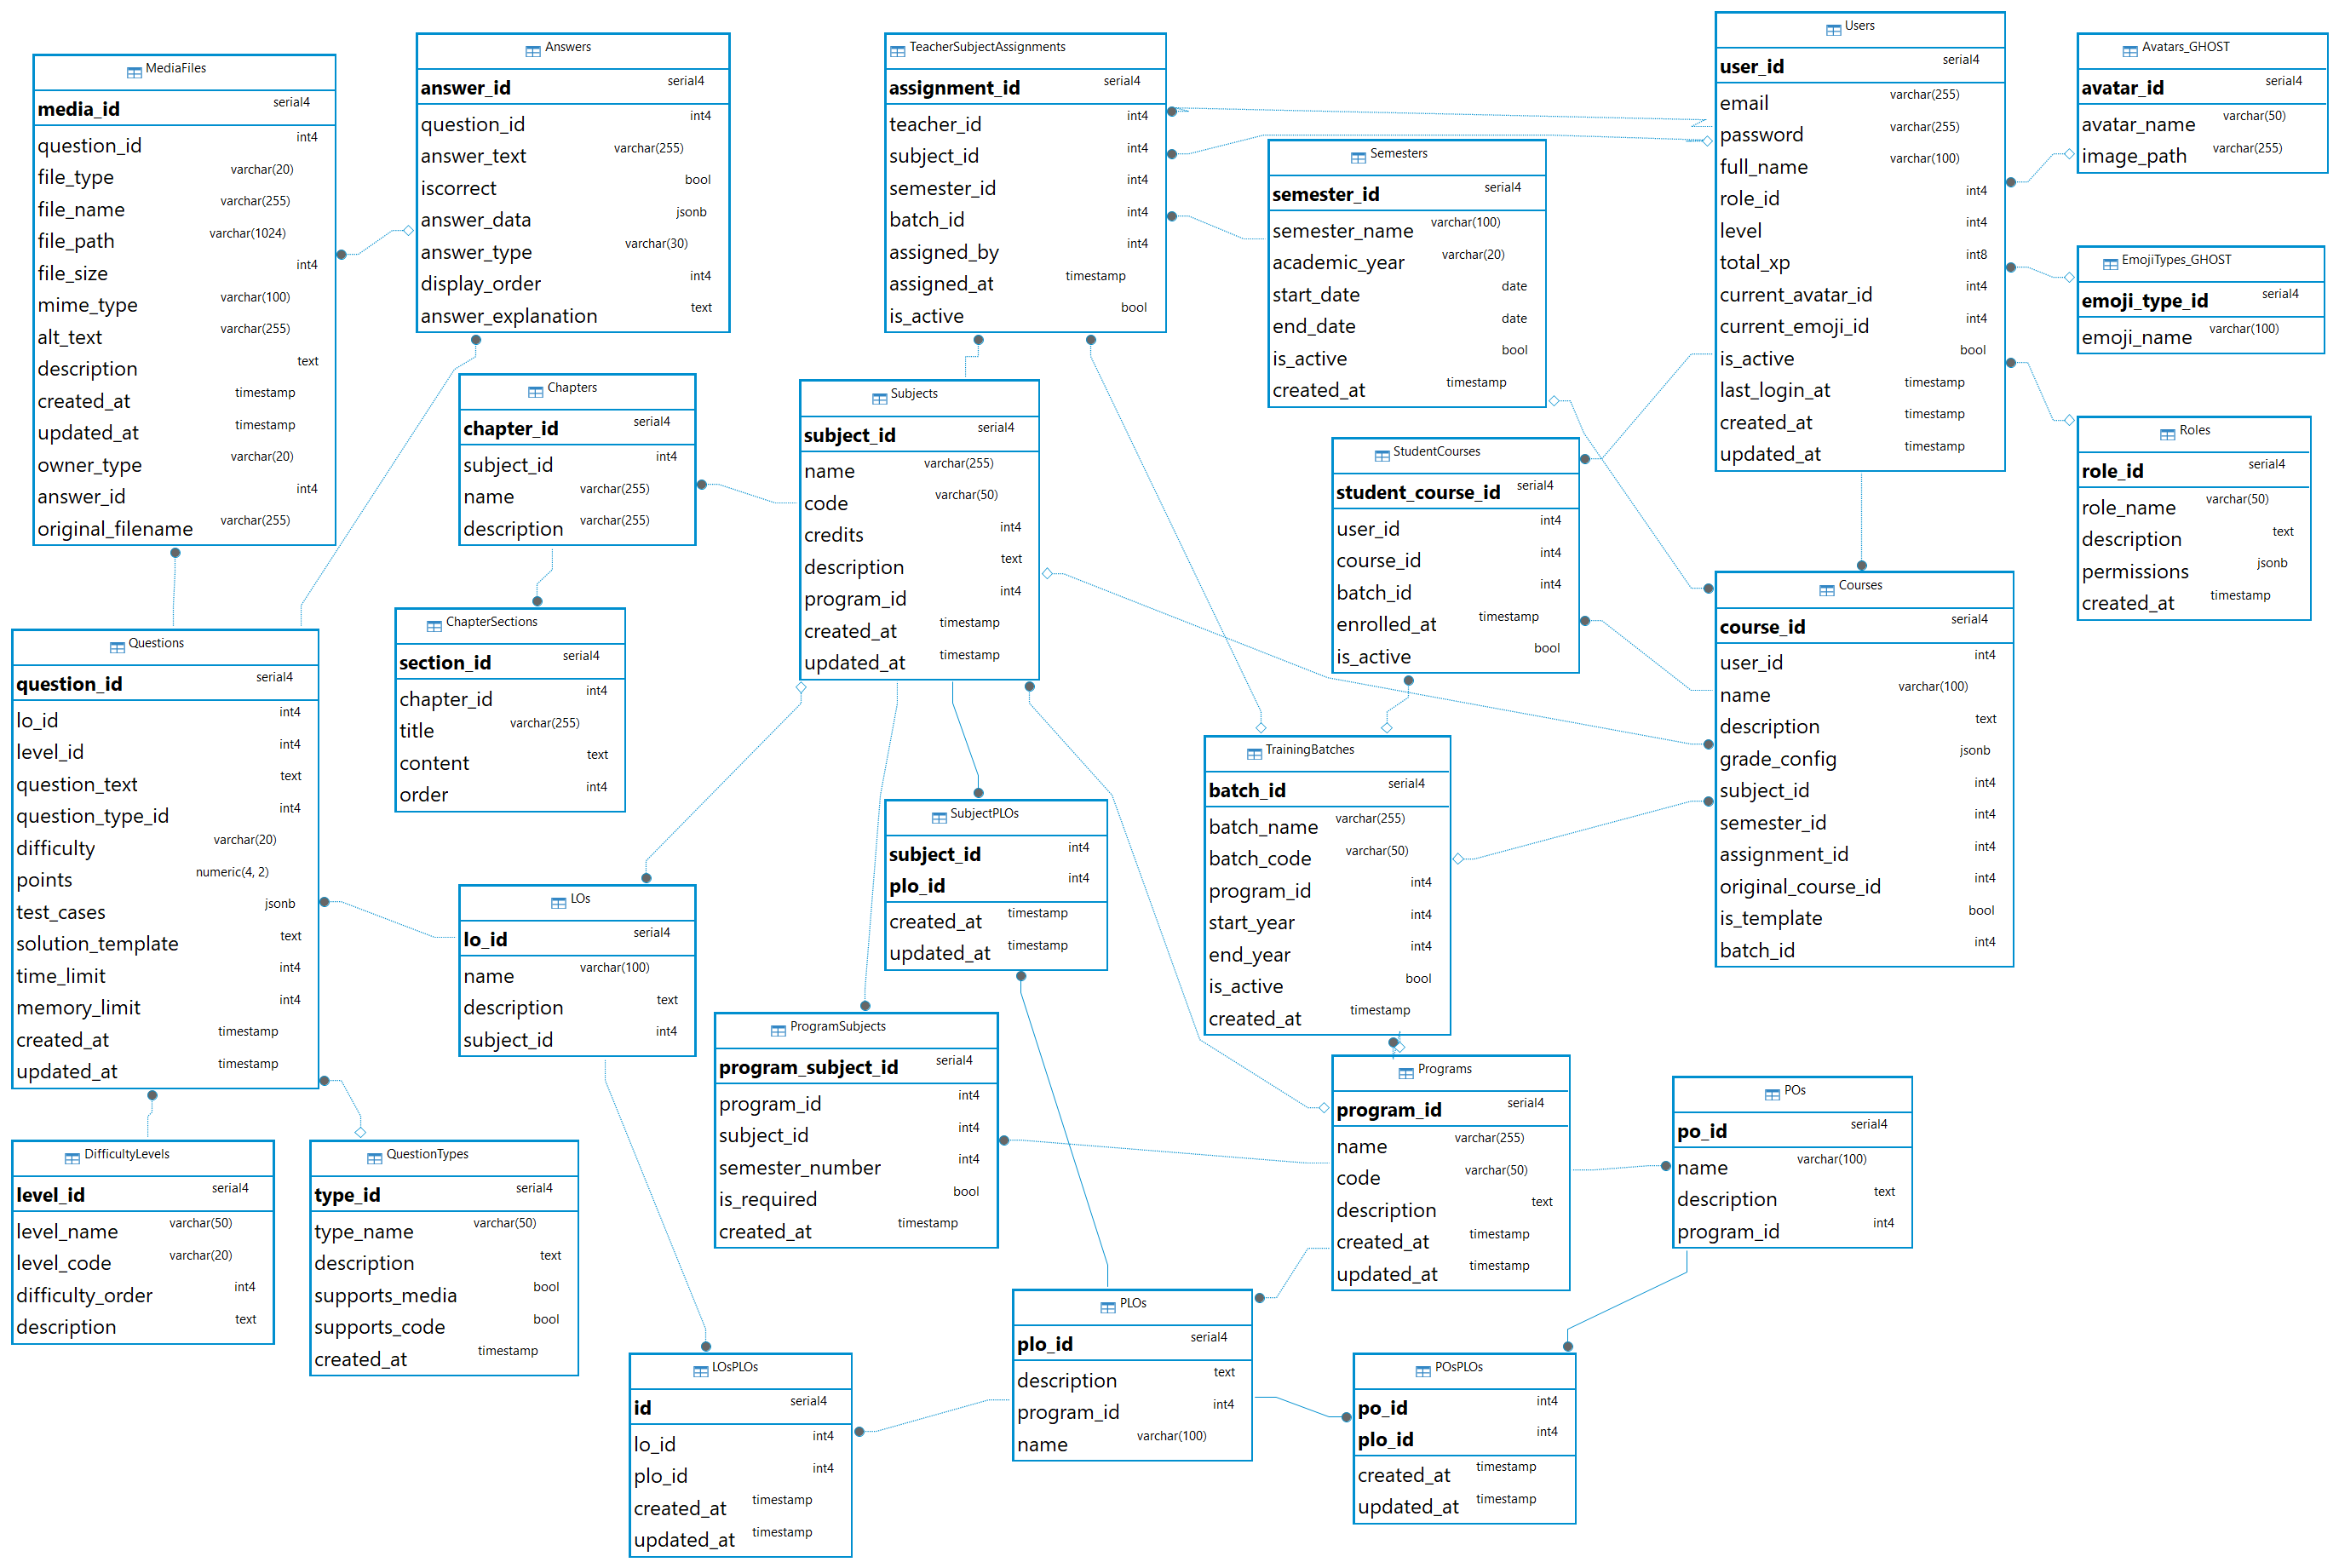 MediaFiles
media_id serial4
question_id int4
file_type varchar(20)
file_name varchar(255)
file_path varchar(1024)
file_size int4
mime_type varchar(100)
alt_text varchar(255)
description text
created_at timestamp
updated_at timestamp
owner_type varchar(20)
answer_id int4
original_filename varchar(255)
Answers
answer_id serial4
question_id int4
answer_text varchar(255)
iscorrect bool
answer_data jsonb
answer_type varchar(30)
display_order int4
answer_explanation text
TeacherSubjectAssignments
assignment_id serial4
teacher_id int4
subject_id int4
semester_id int4
batch_id int4
assigned_by int4
assigned_at timestamp
is_active bool
Semesters
semester_id serial4
semester_name varchar(100)
academic_year varchar(20)
start_date date
end_date date
is_active bool
created_at timestamp
Users
user_id serial4
email varchar(255)
password varchar(255)
full_name varchar(100)
role_id int4
level int4
total_xp int8
current_avatar_id int4
current_emoji_id int4
is_active bool
last_login_at timestamp
created_at timestamp
updated_at timestamp
Avatars_GHOST
avatar_id serial4
avatar_name varchar(50)
image_path varchar(255)
EmojiTypes_GHOST
emoji_type_id serial4
emoji_name varchar(100)
Roles
role_id serial4
role_name varchar(50)
description text
permissions jsonb
created_at timestamp
Chapters
chapter_id serial4
subject_id int4
name varchar(255)
description varchar(255)
Subjects
subject_id serial4
name varchar(255)
code varchar(50)
credits int4
description text
program_id int4
created_at timestamp
updated_at timestamp
StudentCourses
student_course_id serial4
user_id int4
course_id int4
batch_id int4
enrolled_at timestamp
is_active bool
Courses
course_id serial4
user_id int4
name varchar(100)
description text
grade_config jsonb
subject_id int4
semester_id int4
assignment_id int4
original_course_id int4
is_template bool
batch_id int4
ChapterSections
section_id serial4
chapter_id int4
title varchar(255)
content text
order int4
Questions
question_id serial4
lo_id int4
level_id int4
question_text text
question_type_id int4
difficulty varchar(20)
points numeric(4, 2)
test_cases jsonb
solution_template text
time_limit int4
memory_limit int4
created_at timestamp
updated_at timestamp
TrainingBatches
batch_id serial4
batch_name varchar(255)
batch_code varchar(50)
program_id int4
start_year int4
end_year int4
is_active bool
created_at timestamp
SubjectPLOs
subject_id int4
plo_id int4
created_at timestamp
updated_at timestamp
LOs
lo_id serial4
name varchar(100)
description text
subject_id int4
ProgramSubjects
program_subject_id serial4
program_id int4
subject_id int4
semester_number int4
is_required bool
created_at timestamp
Programs
program_id serial4
name varchar(255)
code varchar(50)
description text
created_at timestamp
updated_at timestamp
POs
po_id serial4
name varchar(100)
description text
program_id int4
DifficultyLevels
level_id serial4
level_name varchar(50)
level_code varchar(20)
difficulty_order int4
description text
QuestionTypes
type_id serial4
type_name varchar(50)
description text
supports_media bool
supports_code bool
created_at timestamp
PLOs
plo_id serial4
description text
program_id int4
name varchar(100)
LOsPLOs
id serial4
lo_id int4
plo_id int4
created_at timestamp
updated_at timestamp
POsPLOs
po_id int4
plo_id int4
created_at timestamp
updated_at timestamp